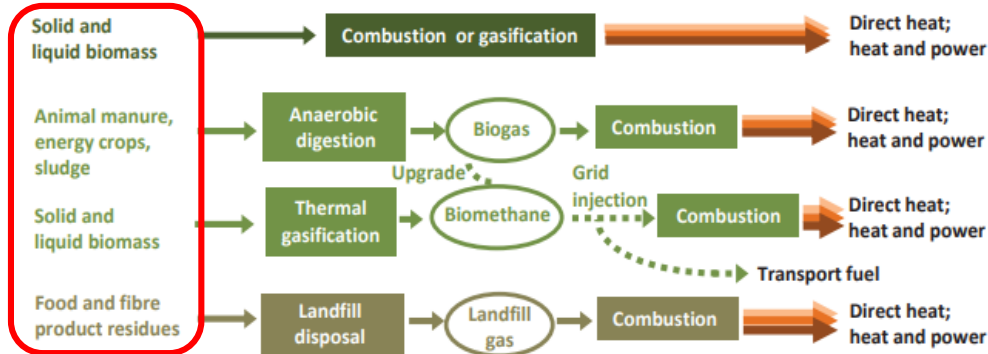 Solid and
liquid biomass
Combustion or gasification
Direct heat;
heat and power
Animal manure,
energy crops,
sludge
Anaerobic
digestion
Biogas
Combustion
Direct heat;
heat and power
Upgrade
Solid and
liquid biomass
Thermal
gasification
Biomethane
Grid
injection
Combustion
Direct heat;
heat and power
Transport fuel
Food and fibre
product residues
Landfill
disposal
Landfill
gas
Combustion
Direct heat;
heat and power